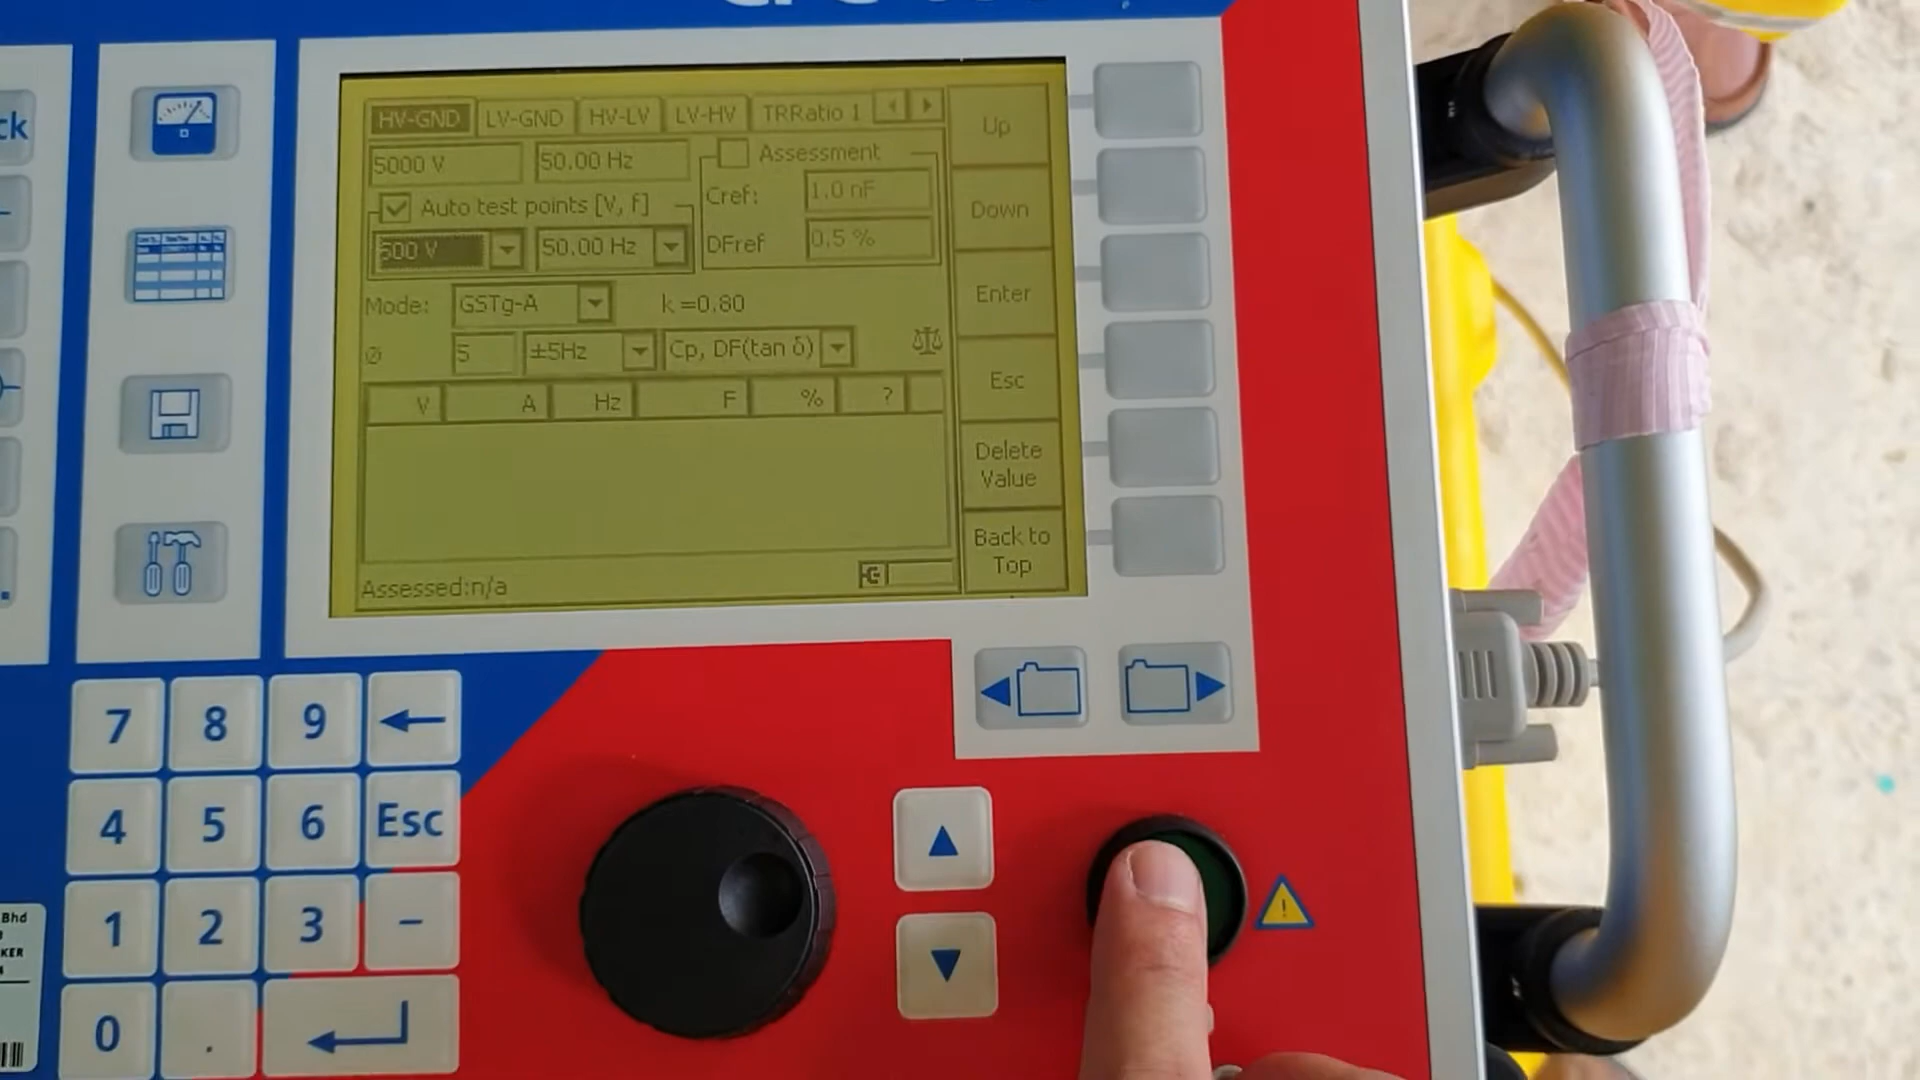 HV-GND LV-GND HV-LV LV-HV TRRatio 1
5000 V 50.00 Hz
Assessment
Cref: 1.0 nF
Auto test points [V, f]
500 V 50.00 Hz
DFref 0.5 %
Mode: GSTg-A k =0.80
5 ±5Hz Cp, DF(tan δ)
V A Hz F % ?
Assessed:n/a
Up
Down
Enter
Esc
Delete
Value
Back to
Top
7 8 9
4 5 6 Esc
1 2 3 –
0 .
Bhd
KER